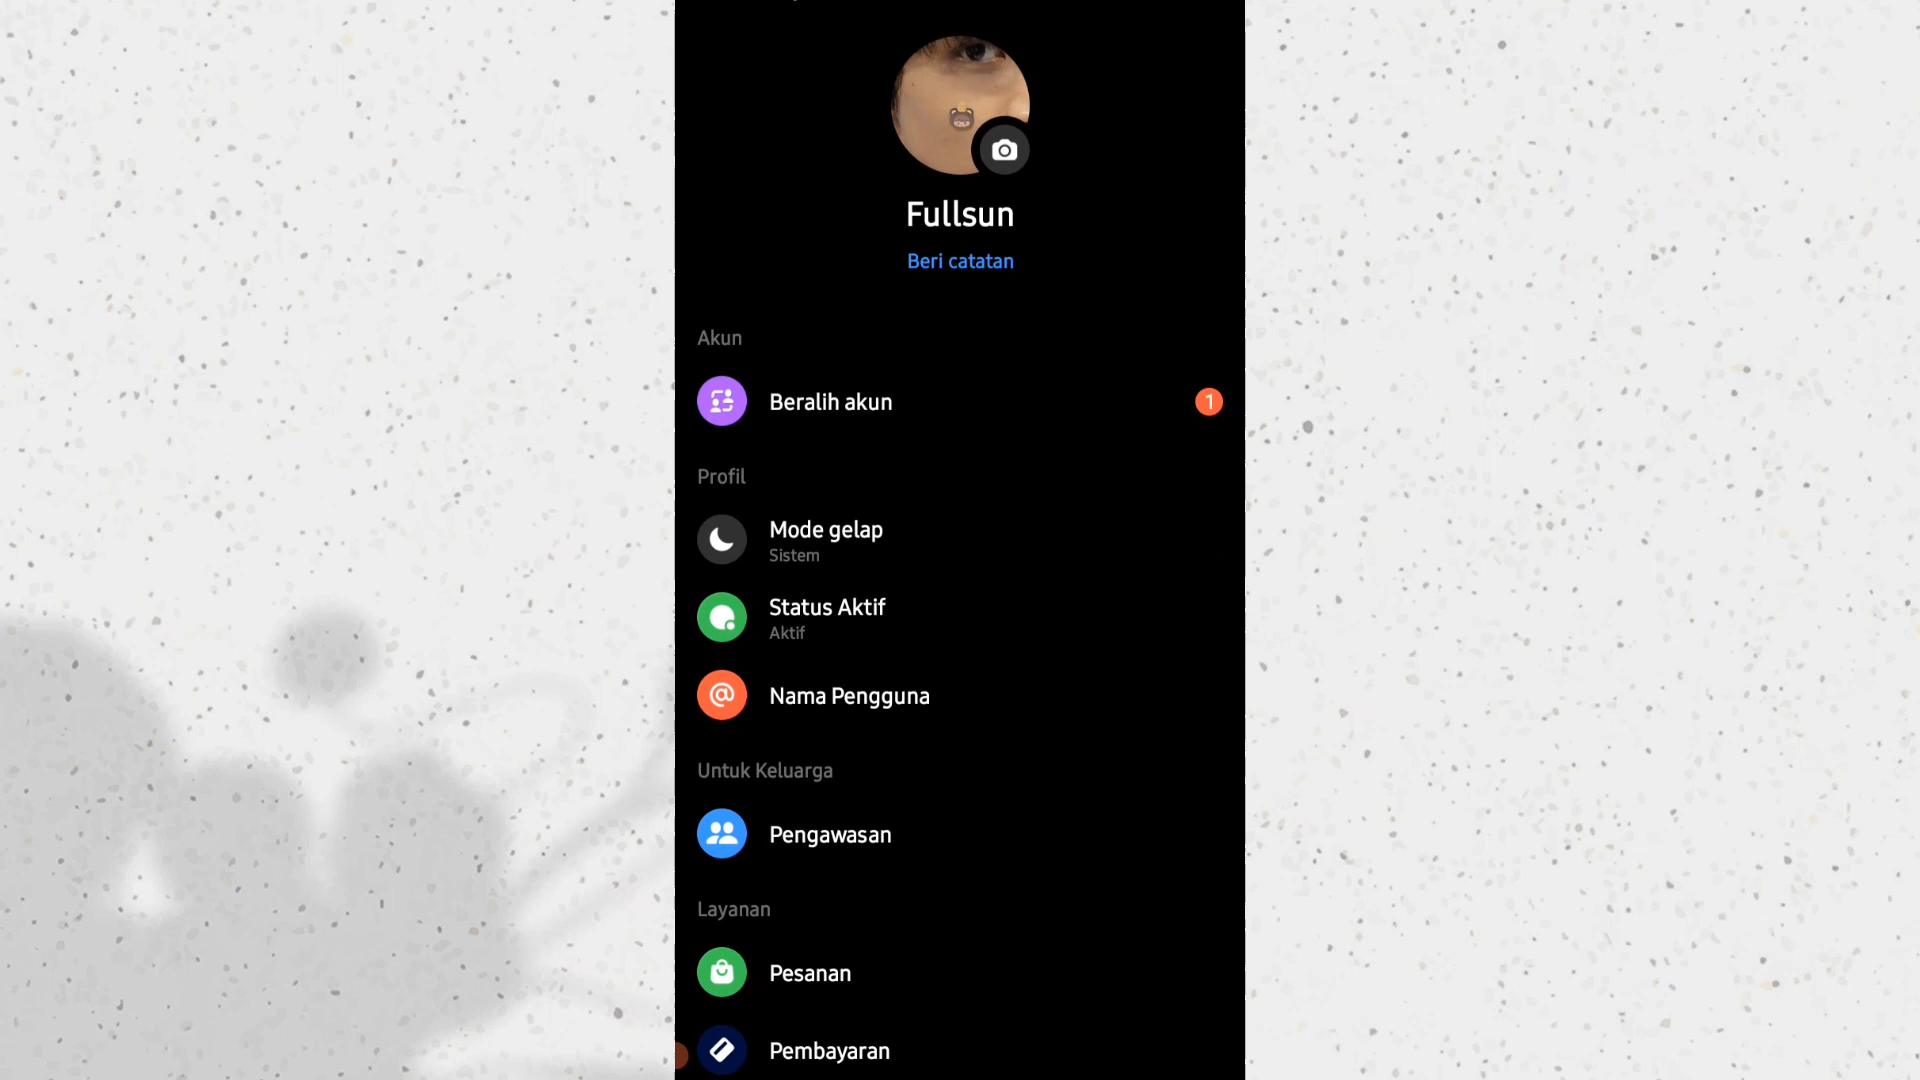 Fullsun
Beri catatan
Akun
Beralih akun
1
Profil
Mode gelap
Sistem
Status Aktif
Aktif
@
Nama Pengguna
Untuk Keluarga
Pengawasan
Layanan
Pesanan
Pembayaran